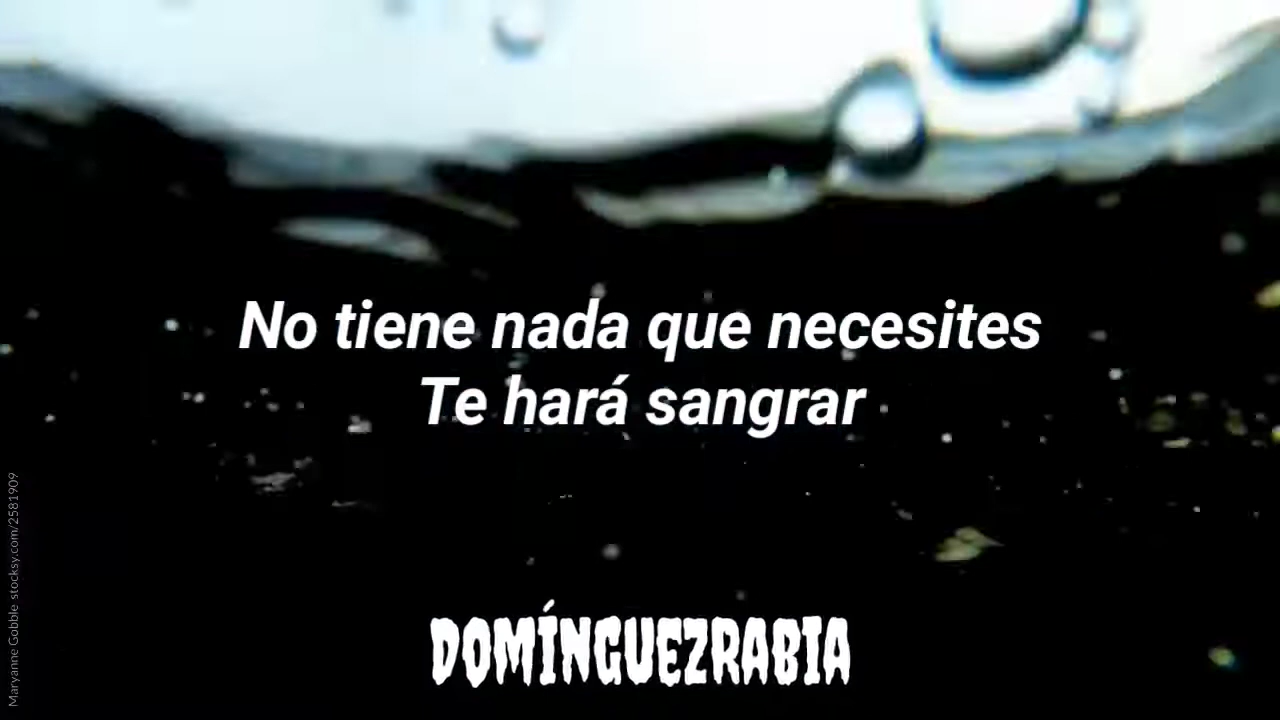 No tiene nada que necesites
Te hará sangrar
DOMÍNGUEZRABIA
Maryanne Gobble stocksy.com/2581909